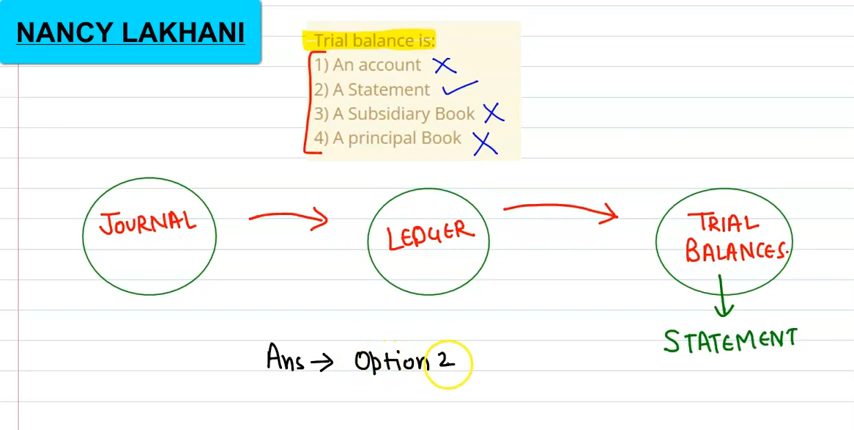 NANCY LAKHANI
Trial balance is:
1) An account
2) A Statement
3) A Subsidiary Book
4) A principal Book
JOURNAL
LEDGER
TRIAL
BALANCES.
STATEMENT
Ans → Option 2